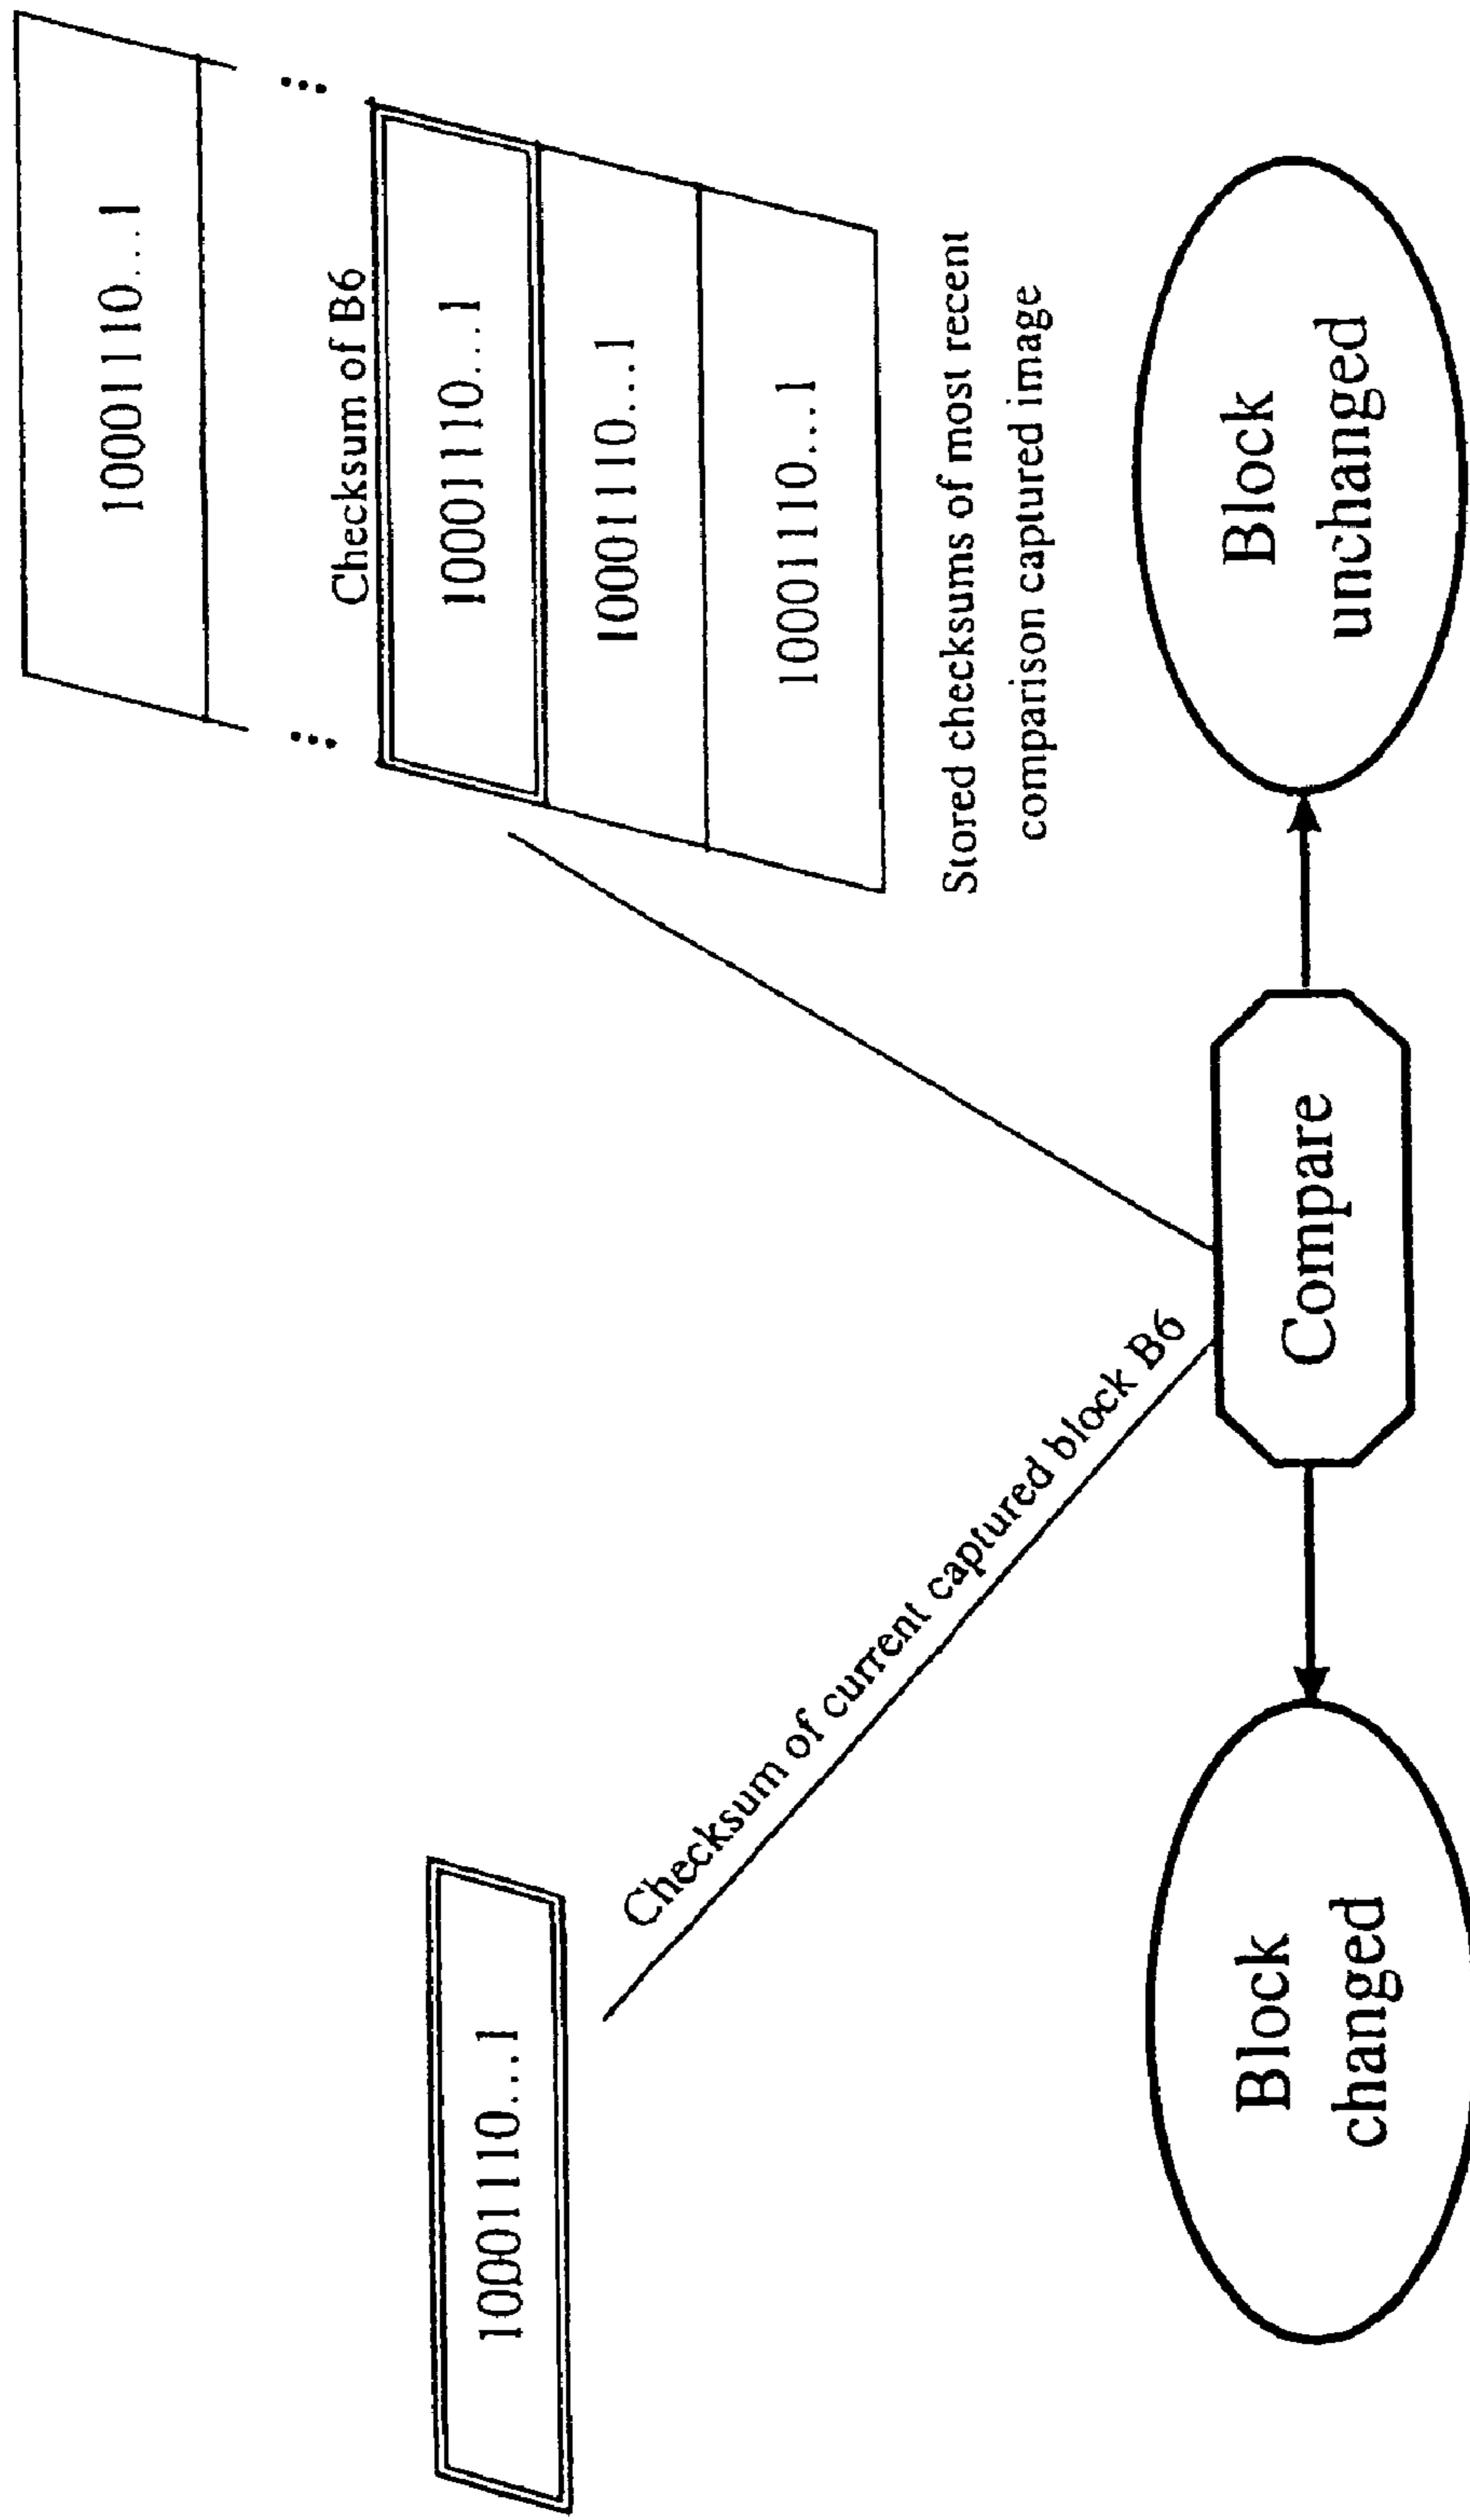 10001110...1
Checksum of B6
10001110...1
10001110...1
10001110...1
Stored checksums of most recent
comparison captured image
10001110...1
Checksum of current captured block B6
Compare
Block
changed
Block
unchanged